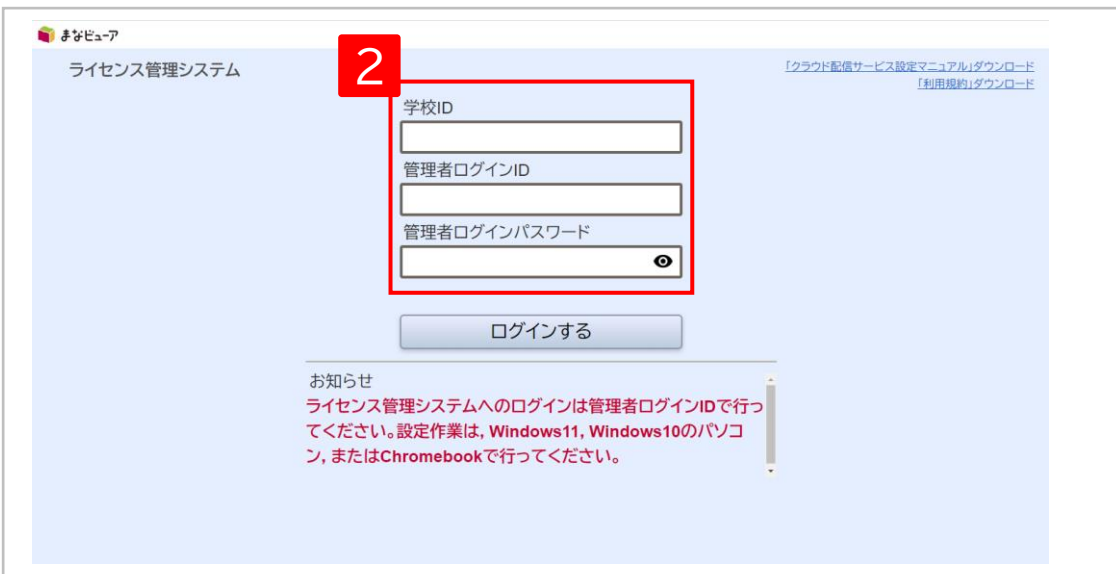 まなビューア
ライセンス管理システム
2
「クラウド配信サービス設定マニュアル」ダウンロード
「利用規約」ダウンロード
学校ID
管理者ログインID
管理者ログインパスワード
ログインする
お知らせ
ライセンス管理システムへのログインは管理者ログインIDで行っ
てください。設定作業は, Windows11, Windows10のパソコ
ン, またはChromebookで行ってください。